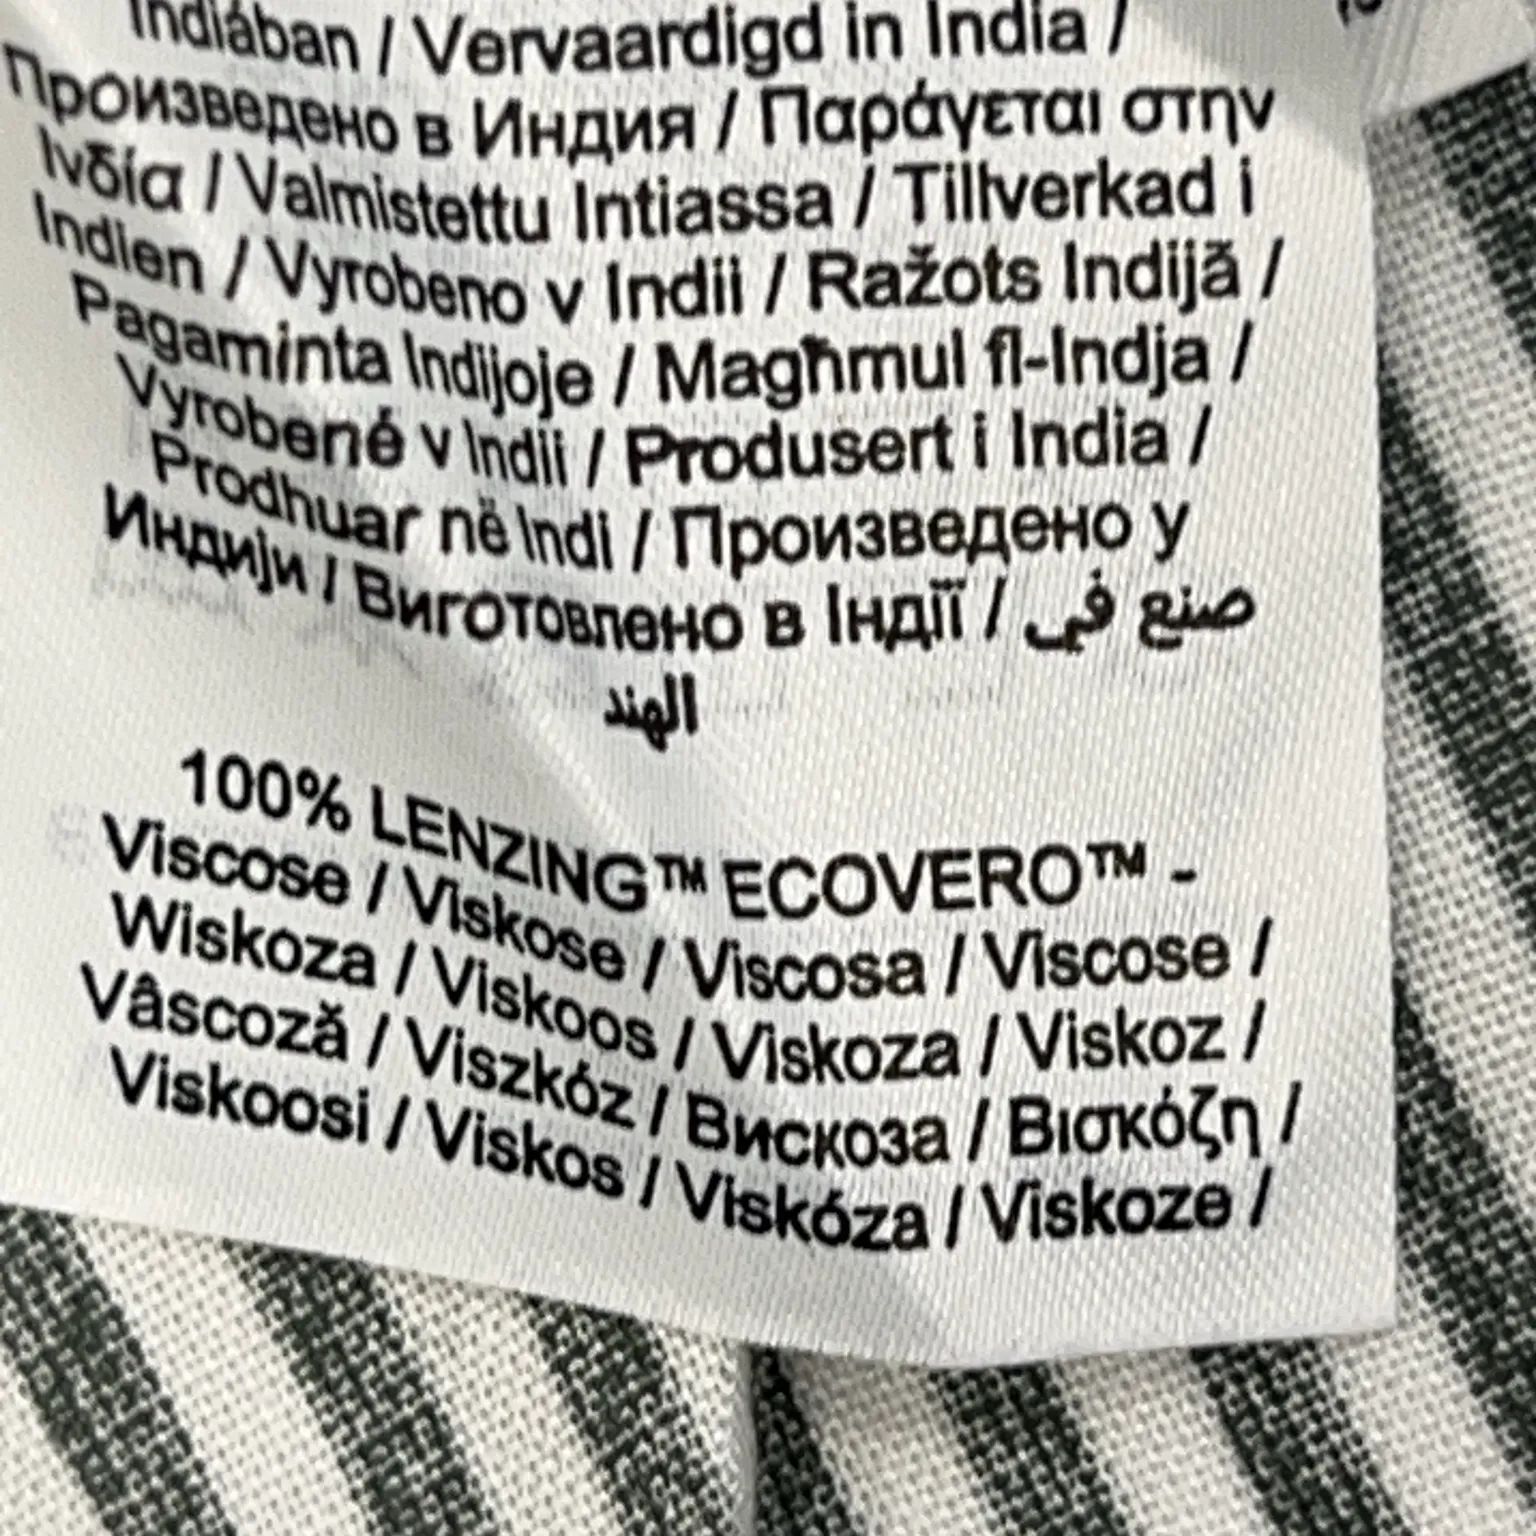 Indiában / Vervaardigd in India /
Произведено в Индия / Παράγεται στην
Ινδία / Valmistettu Intiassa / Tillverkad i
Indien / Vyrobeno v Indii / Ražots Indijă /
Pagaminta Indijoje / Magħmul fl-Indja /
Vyrobené v Indii / Produsert i India /
Prodhuar në Indi / Произведено у
Индији / Виготовлено в Індії / صنع في
الهند
100% LENZING™ ECOVERO™ -
Viscose / Viskose / Viscosa / Viscose /
Wiskoza / Viskoos / Viskoza / Viskoz /
Vâscoză / Viszkóz / Вискоза / Βισκόζη /
Viskoosi / Viskos / Viskóza / Viskoze /